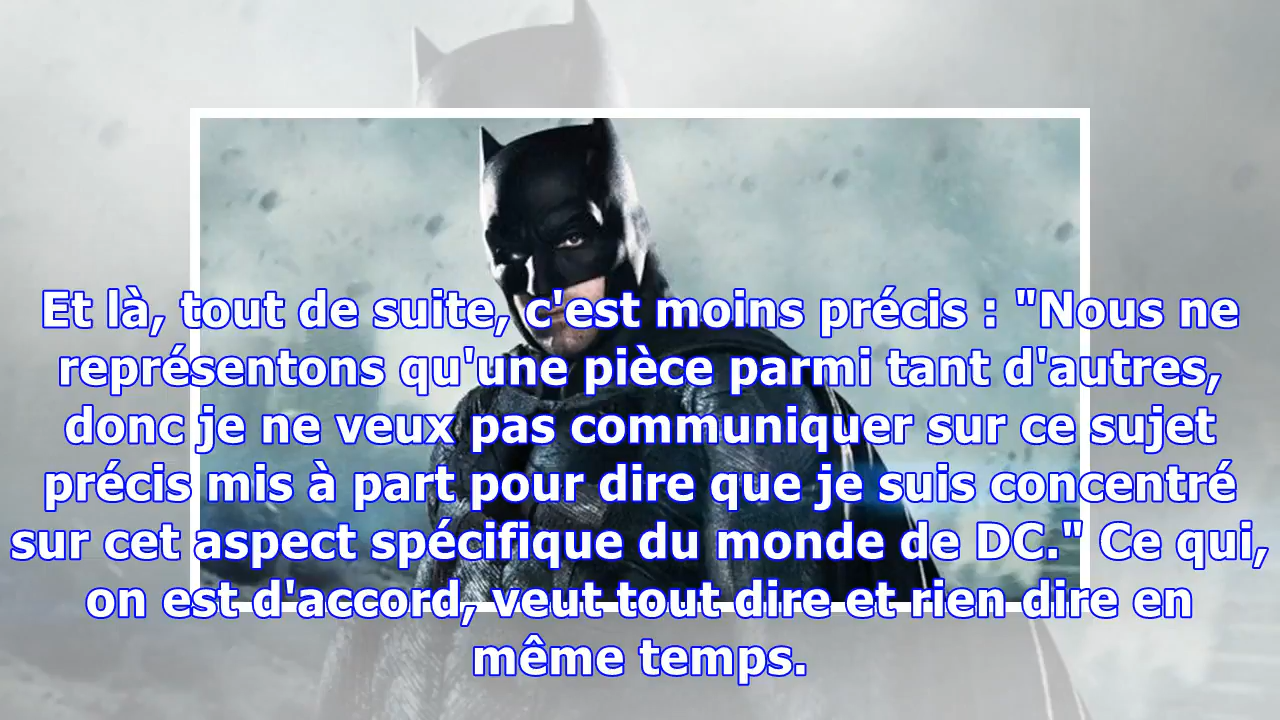 Et là, tout de suite, c'est moins précis : "Nous ne
représentons qu'une pièce parmi tant d'autres,
donc je ne veux pas communiquer sur ce sujet
précis mis à part pour dire que je suis concentré
sur cet aspect spécifique du monde de DC." Ce qui,
on est d'accord, veut tout dire et rien dire en
même temps.